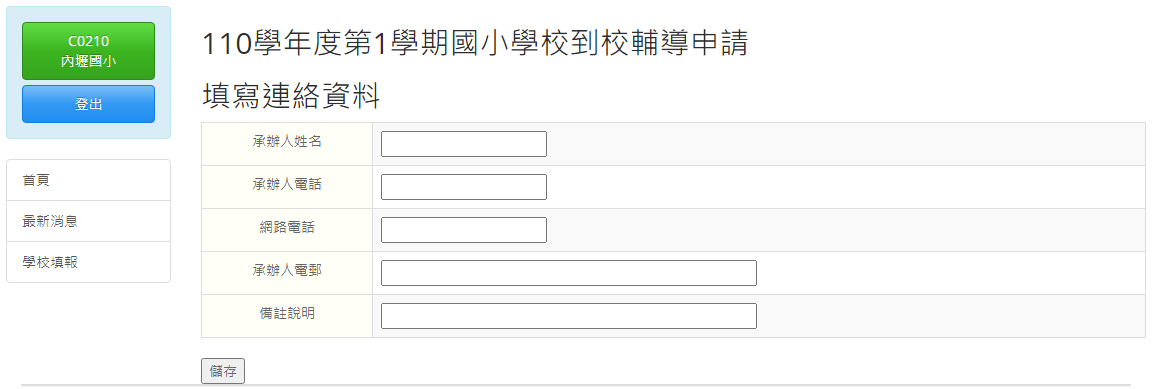 C0210
內壢國小
登出
首頁
最新消息
學校填報
110學年度第1學期國小學校到校輔導申請
填寫連絡資料
承辦人姓名
承辦人電話
網路電話
承辦人電郵
備註說明
儲存